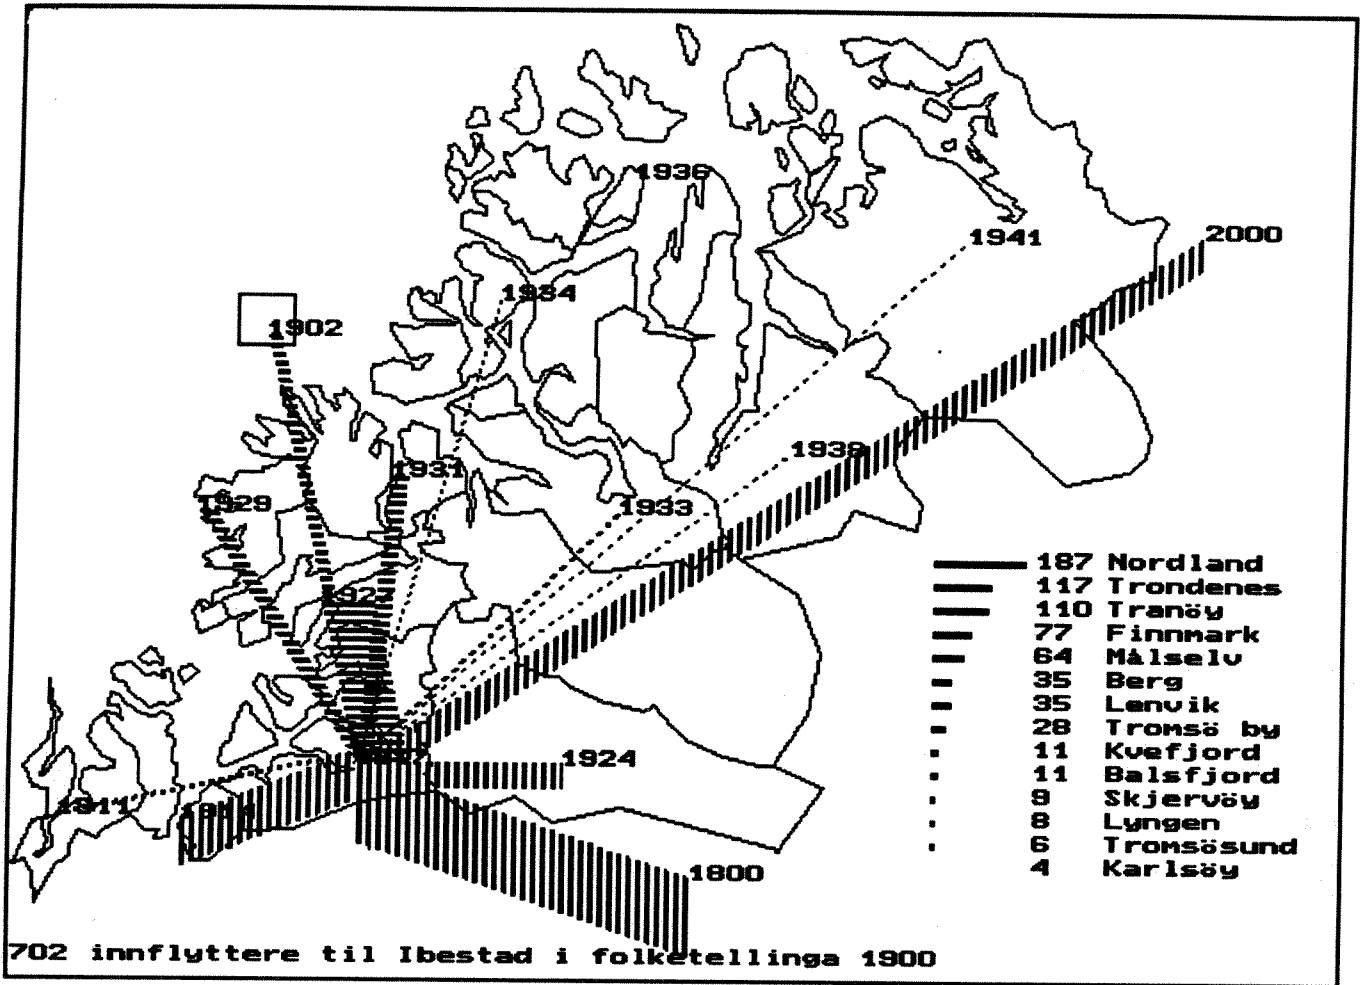 1936
1941
2000
1934
1902
1939
1931
1929
1933
192
187 Nordland
117 Trondenes
110 Tranöy
77 Finnmark
64 Målselv
35 Berg
35 Lenvik
28 Tromsö by
11 Kvefjord
11 Balsfjord
9 Skjervöy
8 Lyngen
6 Tromsösund
4 Karlsöy
1924
1911
1800
702 innflyttere til Ibestad i folketellinga 1900